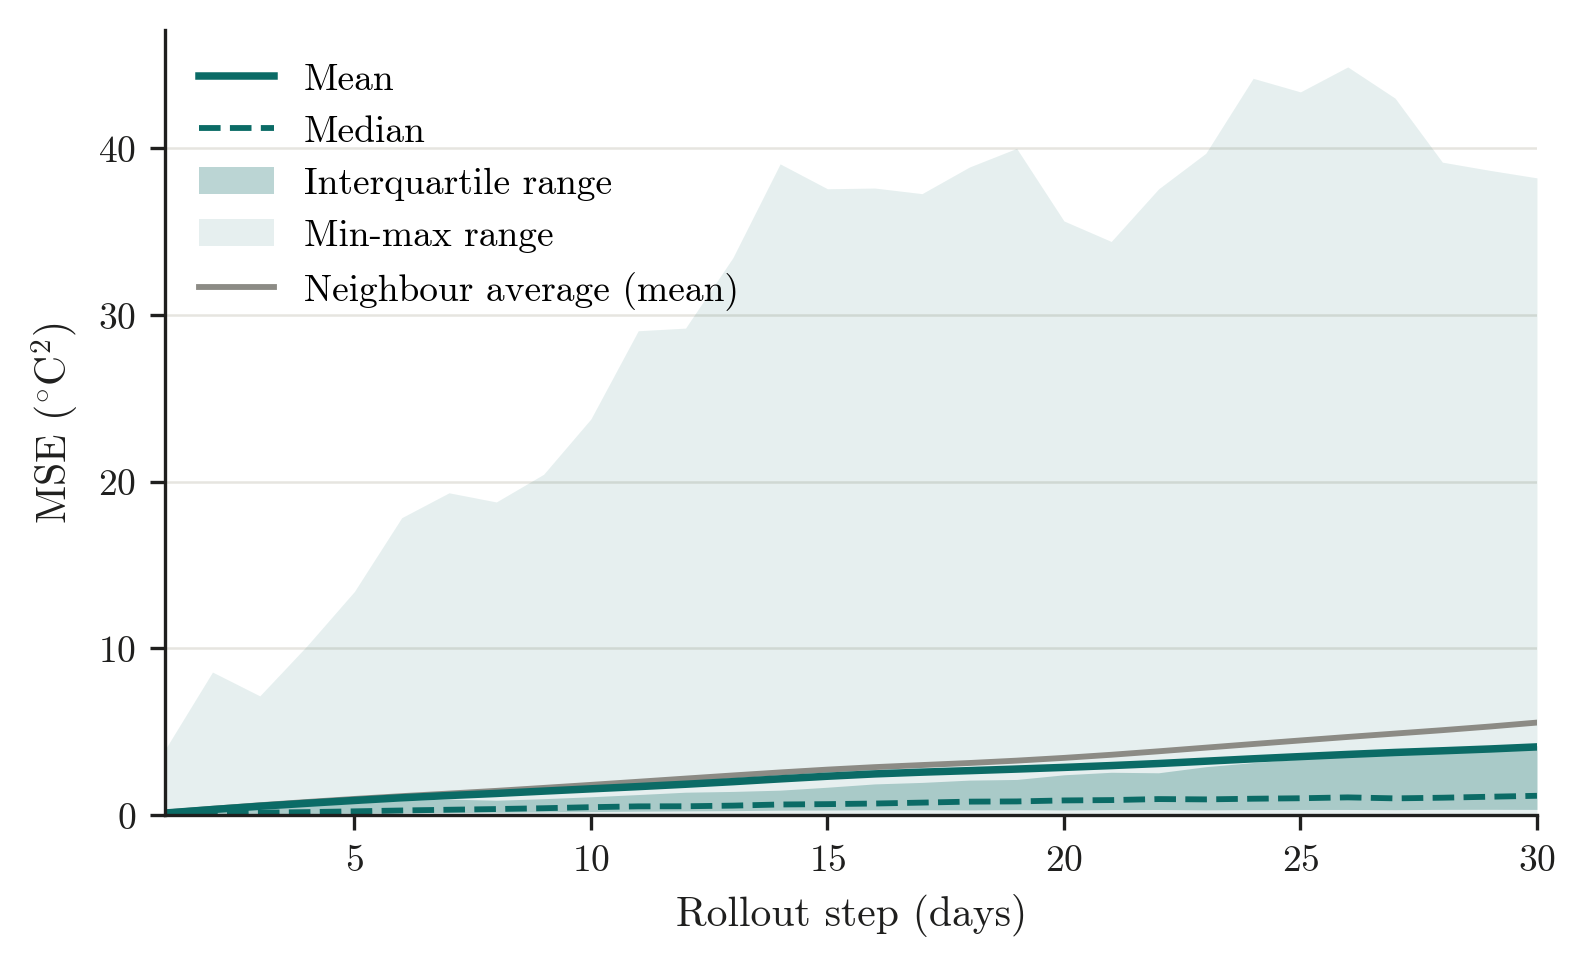 Mean
Median
Interquartile range
Min-max range
Neighbour average (mean)
MSE (°C²)
40
30
20
10
0
5 10 15 20 25 30
Rollout step (days)